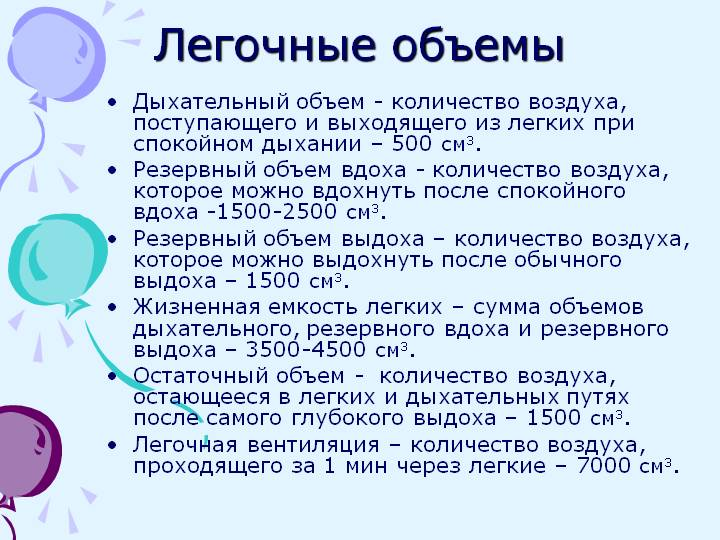 Легочные объемы
• Дыхательный объем - количество воздуха,
поступающего и выходящего из легких при
спокойном дыхании – 500 см³.
• Резервный объем вдоха - количество воздуха,
которое можно вдохнуть после спокойного
вдоха -1500-2500 см³.
• Резервный объем выдоха – количество воздуха,
которое можно выдохнуть после обычного
выдоха – 1500 см³.
• Жизненная емкость легких – сумма объемов
дыхательного, резервного вдоха и резервного
выдоха – 3500-4500 см³.
• Остаточный объем -  количество воздуха,
остающееся в легких и дыхательных путях
после самого глубокого выдоха – 1500 см³.
• Легочная вентиляция – количество воздуха,
проходящего за 1 мин через легкие – 7000 см³.